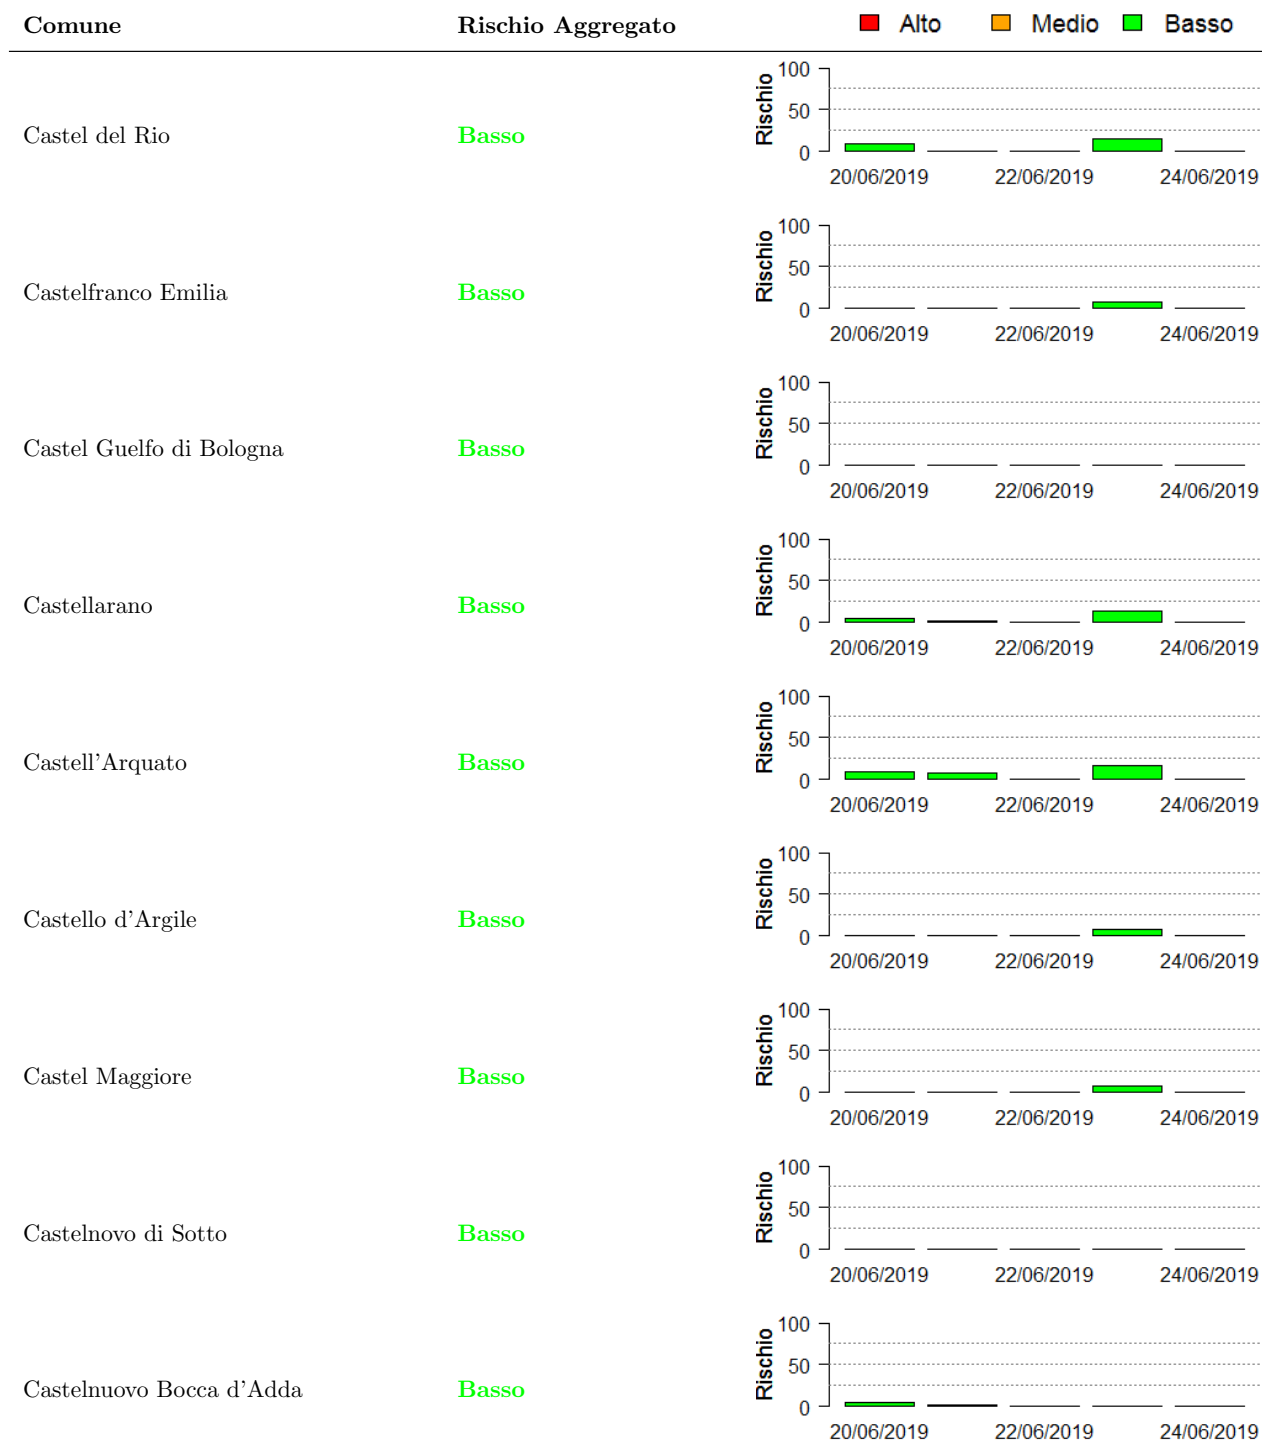 Comune Rischio Aggregato Alto Medio Basso
100
50
0
Rischio
Castel del Rio Basso
20/06/2019 22/06/2019 24/06/2019
100
50
0
Rischio
Castelfranco Emilia Basso
20/06/2019 22/06/2019 24/06/2019
100
50
0
Rischio
Castel Guelfo di Bologna Basso
20/06/2019 22/06/2019 24/06/2019
100
50
0
Rischio
Castellarano Basso
20/06/2019 22/06/2019 24/06/2019
100
50
0
Rischio
Castell'Arquato Basso
20/06/2019 22/06/2019 24/06/2019
100
50
0
Rischio
Castello d'Argile Basso
20/06/2019 22/06/2019 24/06/2019
100
50
0
Rischio
Castel Maggiore Basso
20/06/2019 22/06/2019 24/06/2019
100
50
0
Rischio
Castelnovo di Sotto Basso
20/06/2019 22/06/2019 24/06/2019
100
50
0
Rischio
Castelnuovo Bocca d'Adda Basso
20/06/2019 22/06/2019 24/06/2019